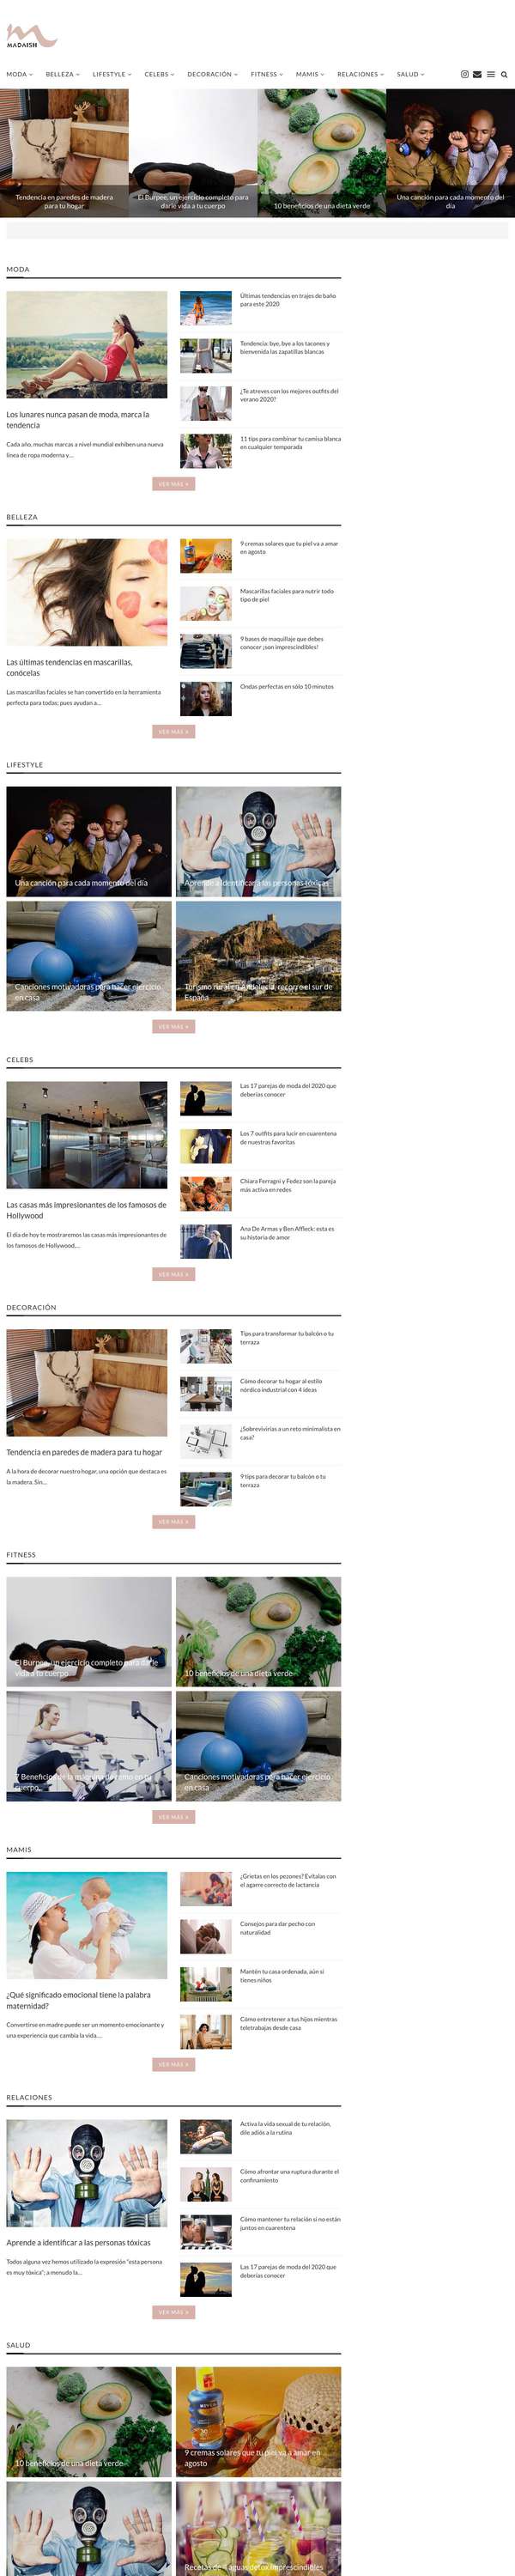 MADAISH
MODA
BELLEZA
LIFESTYLE
CELEBS
DECORACIÓN
FITNESS
MAMIS
RELACIONES
SALUD
Tendencia en paredes de madera
para tu hogar
El Burpee, un ejercicio completo para
darle vida a tu cuerpo
10 beneficios de una dieta verde
Una canción para cada momento del
día
MODA
Los lunares nunca pasan de moda, marca la
tendencia
Cada año, muchas marcas a nivel mundial exhiben una nueva
línea de ropa moderna y...
Últimas tendencias en trajes de baño
para este 2020
Tendencia: bye, bye a los tacones y
bienvenida las zapatillas blancas
¿Te atreves con los mejores outfits del
verano 2020?
11 tips para combinar tu camisa blanca
en cualquier temporada
VER MÁS »
BELLEZA
Las últimas tendencias en mascarillas,
conócelas
Las mascarillas faciales se han convertido en la herramienta
perfecta para todas; pues ayudan a...
9 cremas solares que tu piel va a amar
en agosto
Mascarillas faciales para nutrir todo
tipo de piel
9 bases de maquillaje que debes
conocer ¡son imprescindibles!
Ondas perfectas en sólo 10 minutos
VER MÁS »
LIFESTYLE
Una canción para cada momento del día
Aprende a identificar a las personas tóxicas
Canciones motivadoras para hacer ejercicio
en casa
Turismo rural en Andalucía, recorre el sur de
España
VER MÁS »
CELEBS
Las casas más impresionantes de los famosos de
Hollywood
El día de hoy te mostraremos las casas más impresionantes de
los famosos de Hollywood,...
Las 17 parejas de moda del 2020 que
deberías conocer
Los 7 outfits para lucir en cuarentena
de nuestras favoritas
Chiara Ferragni y Fedez son la pareja
más activa en redes
Ana De Armas y Ben Affleck: esta es
su historia de amor
VER MÁS »
DECORACIÓN
Tendencia en paredes de madera para tu hogar
A la hora de decorar nuestro hogar, una opción que destaca es
la madera. Sin...
Tips para transformar tu balcón o tu
terraza
Cómo decorar tu hogar al estilo
nórdico industrial con 4 ideas
¿Sobrevivirías a un reto minimalista en
casa?
9 tips para decorar tu balcón o tu
terraza
VER MÁS »
FITNESS
El Burpee, un ejercicio completo para darle
vida a tu cuerpo
10 beneficios de una dieta verde
7 Beneficios de la máquina de remo en tu
cuerpo
Canciones motivadoras para hacer ejercicio
en casa
VER MÁS »
MAMIS
¿Qué significado emocional tiene la palabra
maternidad?
Convertirse en madre puede ser un momento emocionante y
una experiencia que cambia la vida....
¿Grietas en los pezones? Evítalas con
el agarre correcto de lactancia
Consejos para dar pecho con
naturalidad
Mantén tu casa ordenada, aún si
tienes niños
Cómo entretener a tus hijos mientras
teletrabajas desde casa
VER MÁS »
RELACIONES
Aprende a identificar a las personas tóxicas
Todos alguna vez hemos utilizado la expresión "esta persona
es muy tóxica"; a menudo la...
Activa la vida sexual de tu relación,
dile adiós a la rutina
Cómo afrontar una ruptura durante el
confinamiento
Cómo mantener tu relación si no están
juntos en cuarentena
Las 17 parejas de moda del 2020 que
deberías conocer
VER MÁS »
SALUD
10 beneficios de una dieta verde
9 cremas solares que tu piel va a amar en
agosto
Recetas de 4 aguas detox imprescindibles